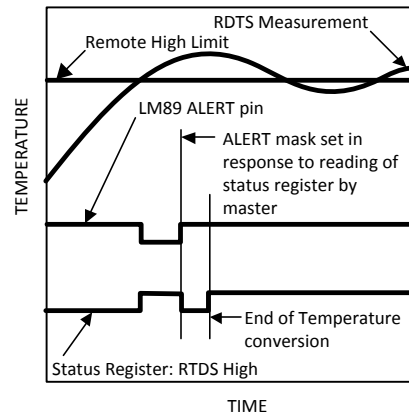 RDTS Measurement
Remote High Limit
LM89 ALERT pin
ALERT mask set in
response to reading of
status register by
master
TEMPERATURE
End of Temperature
conversion
Status Register: RTDS High
TIME